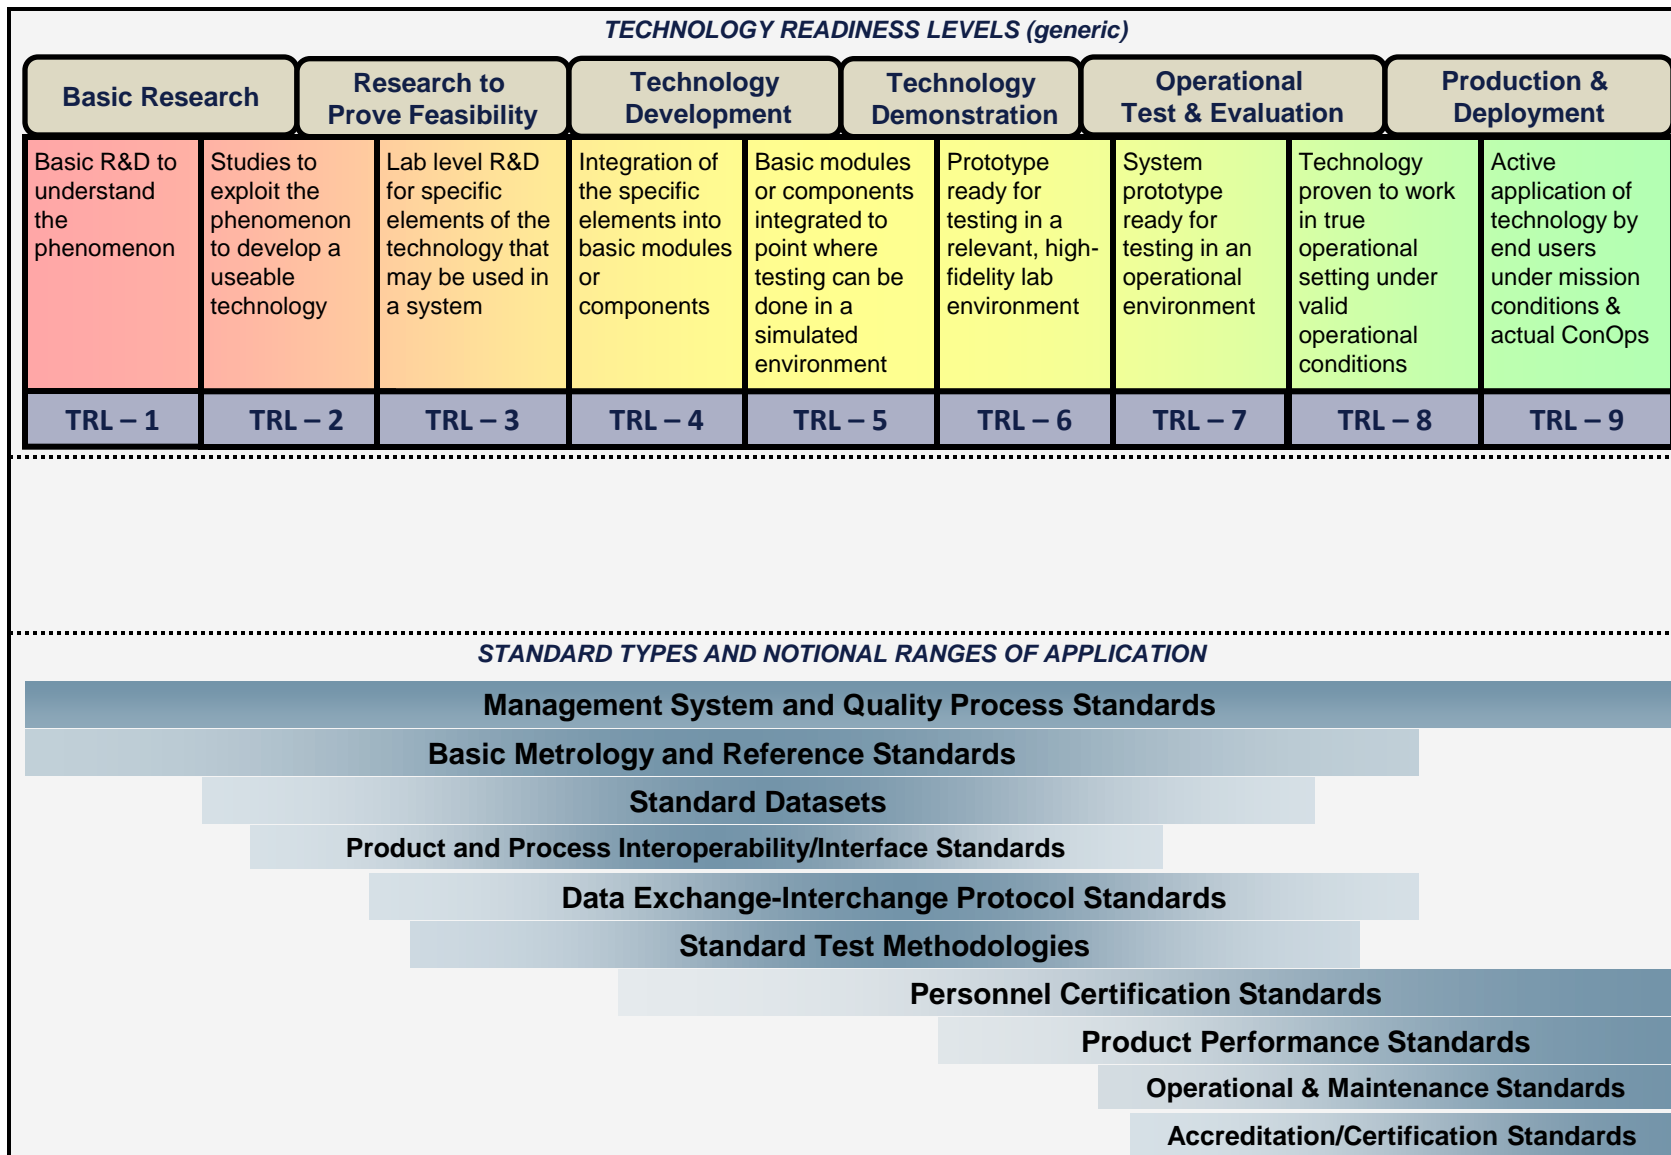 TECHNOLOGY READINESS LEVELS (generic)
Basic Research
Research to
Prove Feasibility
Technology
Development
Technology
Demonstration
Operational
Test & Evaluation
Production &
Deployment
Basic R&D to
understand
the
phenomenon
Studies to
exploit the
phenomenon
to develop a
useable
technology
Lab level R&D
for specific
elements of the
technology that
may be used in
a system
Integration of
the specific
elements into
basic modules
or
components
Basic modules
or components
integrated to
point where
testing can be
done in a
simulated
environment
Prototype
ready for
testing in a
relevant, high-
fidelity lab
environment
System
prototype
ready for
testing in an
operational
environment
Technology
proven to work
in true
operational
setting under
valid
operational
conditions
Active
application of
technology by
end users
under mission
conditions &
actual ConOps
TRL – 1
TRL – 2
TRL – 3
TRL – 4
TRL – 5
TRL – 6
TRL – 7
TRL – 8
TRL – 9
STANDARD TYPES AND NOTIONAL RANGES OF APPLICATION
Management System and Quality Process Standards
Basic Metrology and Reference Standards
Standard Datasets
Product and Process Interoperability/Interface Standards
Data Exchange-Interchange Protocol Standards
Standard Test Methodologies
Personnel Certification Standards
Product Performance Standards
Operational & Maintenance Standards
Accreditation/Certification Standards